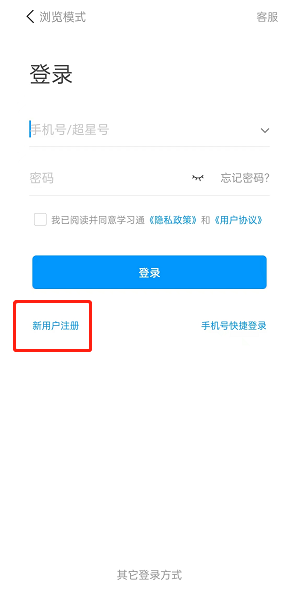 浏览模式 客服
登录
手机号/超星号
密码 忘记密码?
我已阅读并同意学习通《隐私政策》和《用户协议》
登录
新用户注册 手机号快捷登录
其它登录方式